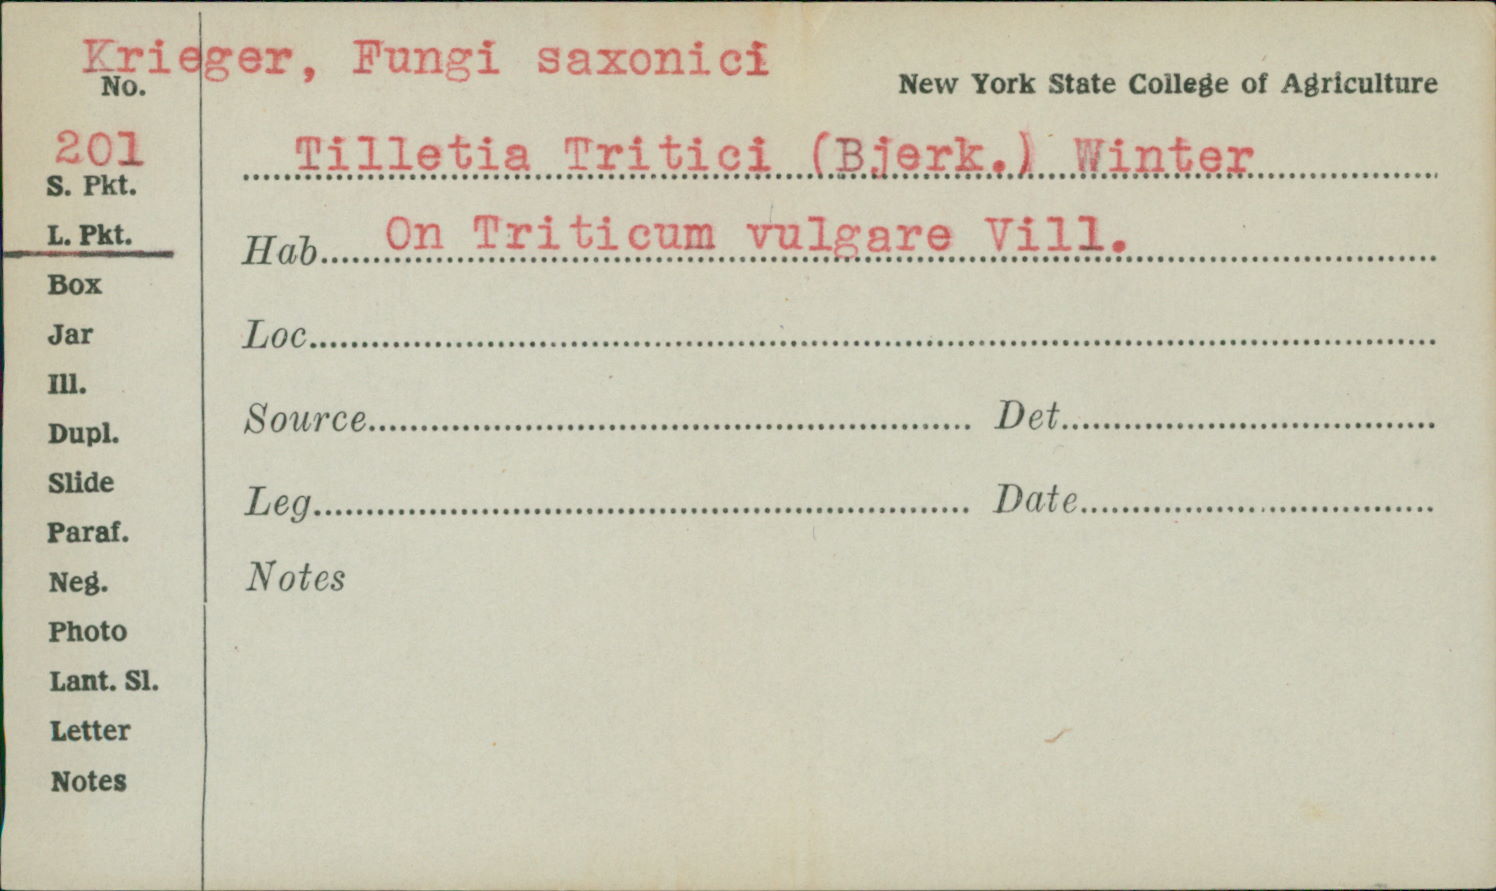 Krieger, Fungi saxonici
No.
New York State College of Agriculture
201
Tilletia Tritici (Bjerk.) Winter
S. Pkt.
L. Pkt.
Hab. On Triticum vulgare Vill.
Box
Jar
Loc.
Ill.
Dupl.
Source Det.
Slide
Leg. Date
Paraf.
Neg.
Notes
Photo
Lant. Sl.
Letter
Notes